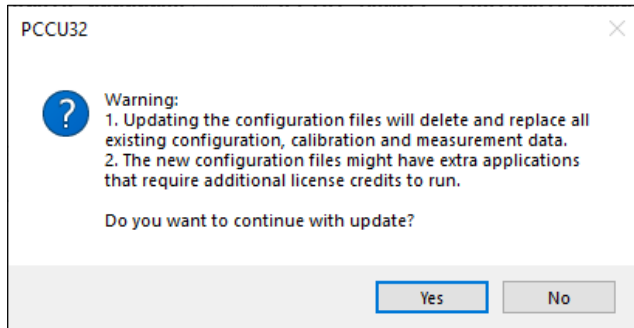 PCCU32
Warning:
1. Updating the configuration files will delete and replace all
existing configuration, calibration and measurement data.
2. The new configuration files might have extra applications
that require additional license credits to run.
Do you want to continue with update?
Yes
No